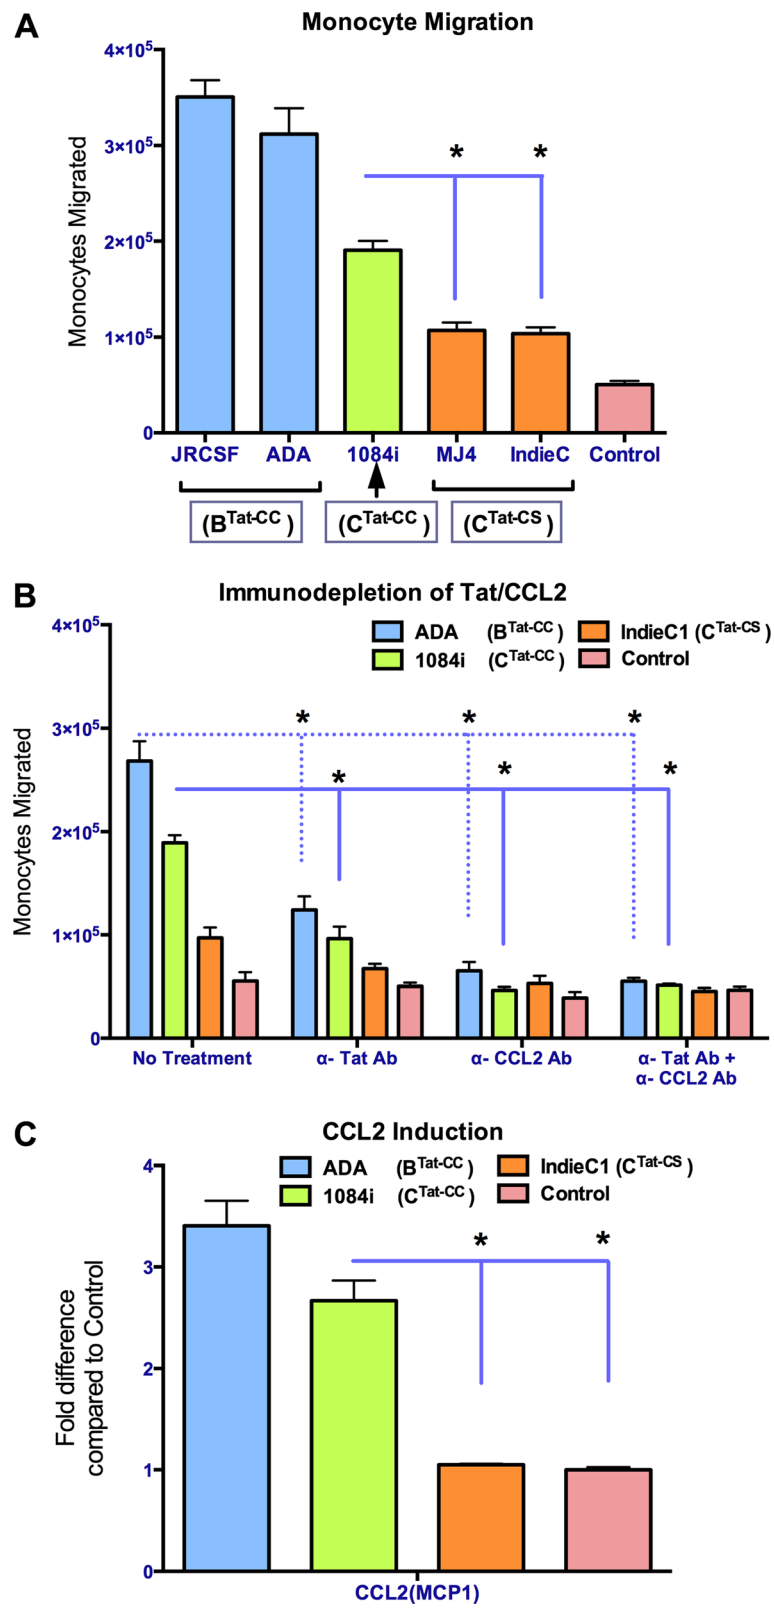 A
Monocyte Migration
4×10⁵
3×10⁵
2×10⁵
1×10⁵
0
Monocytes Migrated
* *
JRCSF ADA 1084i MJ4 IndieC Control
(B^Tat-CC ) (C^Tat-CC ) (C^Tat-CS )
B
Immunodepletion of Tat/CCL2
4×10⁵
3×10⁵
2×10⁵
1×10⁵
0
Monocytes Migrated
ADA (B^Tat-CC) IndieC1 (C^Tat-CS)
1084i (C^Tat-CC) Control
* * *
* * *
No Treatment α- Tat Ab α- CCL2 Ab α- Tat Ab +
α- CCL2 Ab
C
CCL2 Induction
4
3
2
1
0
Fold difference
compared to Control
ADA (B^Tat-CC) IndieC1 (C^Tat-CS)
1084i (C^Tat-CC) Control
* *
CCL2(MCP1)